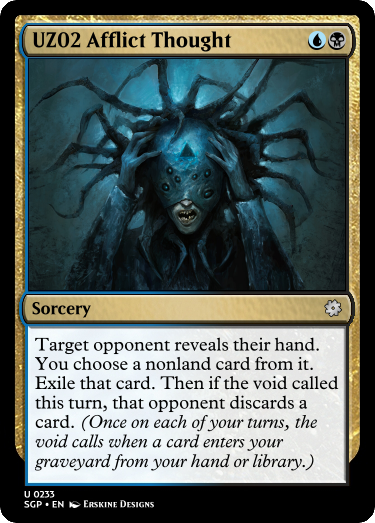 UZ02 Afflict Thought
Sorcery
Target opponent reveals their hand.
You choose a nonland card from it.
Exile that card. Then if the void called
this turn, that opponent discards a
card. (Once on each of your turns, the
void calls when a card enters your
graveyard from your hand or library.)
U 0233
SGP • EN Erskine Designs